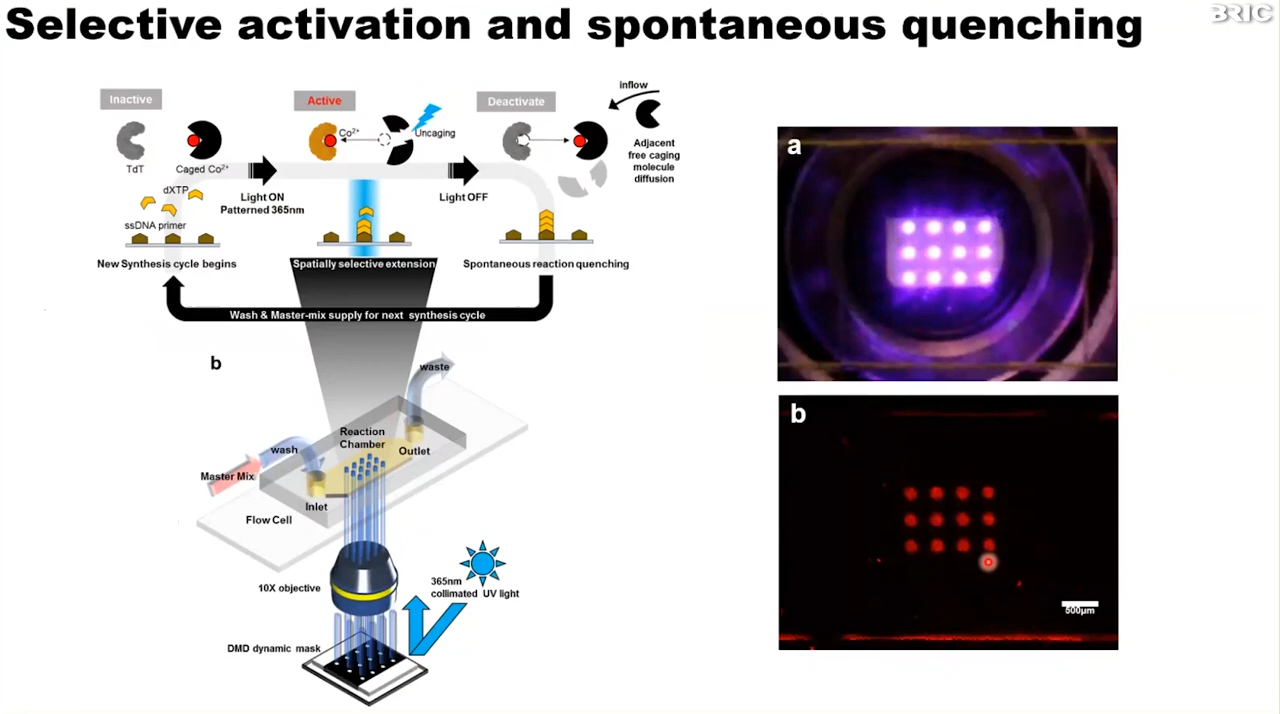 Selective activation and spontaneous quenching
BRIC
Inactive
Active
Deactivate
inflow
TdT
Caged Co²⁺
Co²⁺
Uncaging
Adjacent
free caging
molecule
diffusion
dXTP
ssDNA primer
Light ON
Patterned 365nm
Light OFF
New Synthesis cycle begins
Spatially selective extension
Spontaneous reaction quenching
Wash & Master-mix supply for next synthesis cycle
b
waste
wash
Reaction
Chamber
Outlet
Master Mix
Inlet
Flow Cell
10X objective
365nm
collimated UV light
DMD dynamic mask
a
b
500μm